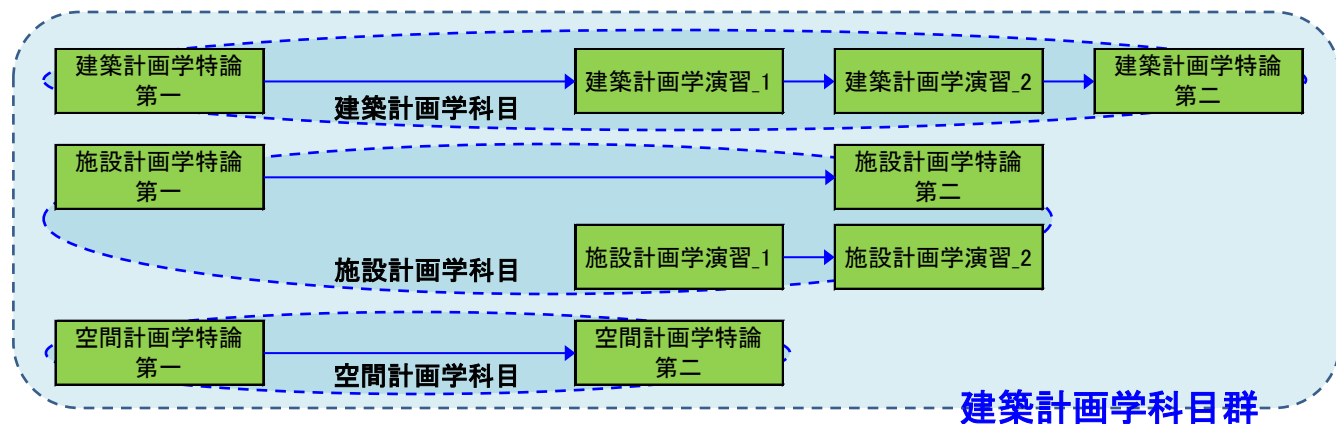 建築計画学特論
第一
建築計画学演習_1
建築計画学演習_2
建築計画学特論
第二
建築計画学科目
施設計画学特論
第一
施設計画学特論
第二
施設計画学演習_1
施設計画学演習_2
施設計画学科目
空間計画学特論
第一
空間計画学特論
第二
空間計画学科目
建築計画学科目群